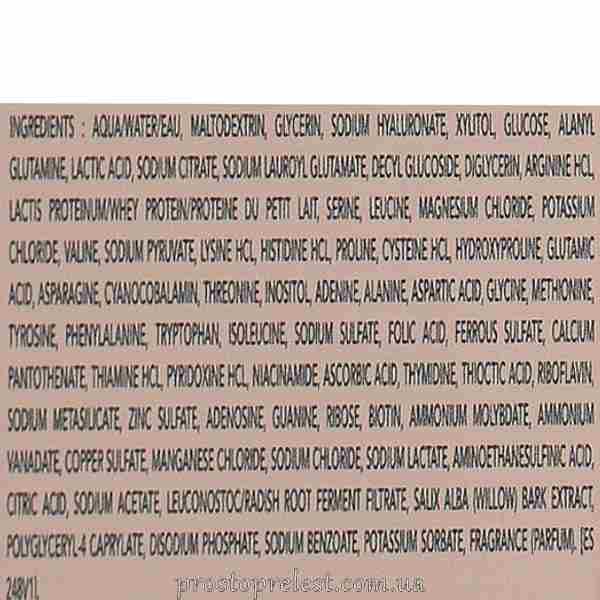 INGREDIENTS : AQUA/WATER/EAU, MALTODEXTRIN, GLYCERIN, SODIUM HYALURONATE, XYLITOL, GLUCOSE, ALANYL
GLUTAMINE, LACTIC ACID, SODIUM CITRATE, SODIUM LAUROYL GLUTAMATE, DECYL GLUCOSIDE, DIGLYCERIN, ARGININE HCL,
LACTIS PROTEINUM/WHEY PROTEIN/PROTEINE DU PETIT LAIT, SERINE, LEUCINE, MAGNESIUM CHLORIDE, POTASSIUM
CHLORIDE, VALINE, SODIUM PYRUVATE, LYSINE HCL, HISTIDINE HCL, PROLINE, CYSTEINE HCL, HYDROXYPROLINE, GLUTAMIC
ACID, ASPARAGINE, CYANOCOBALAMIN, THREONINE, INOSITOL, ADENINE, ALANINE, ASPARTIC ACID, GLYCINE, METHIONINE,
TYROSINE, PHENYLALANINE, TRYPTOPHAN, ISOLEUCINE, SODIUM SULFATE, FOLIC ACID, FERROUS SULFATE, CALCIUM
PANTOTHENATE, THIAMINE HCL, PYRIDOXINE HCL, NIACINAMIDE, ASCORBIC ACID, THYMIDINE, THIOCTIC ACID, RIBOFLAVIN,
SODIUM METASILICATE, ZINC SULFATE, ADENOSINE, GUANINE, RIBOSE, BIOTIN, AMMONIUM MOLYBDATE, AMMONIUM
VANADATE, COPPER SULFATE, MANGANESE CHLORIDE, SODIUM CHLORIDE, SODIUM LACTATE, AMINOETHANESULFINIC ACID,
CITRIC ACID, SODIUM ACETATE, LEUCONOSTOC/RADISH ROOT FERMENT FILTRATE, SALIX ALBA (WILLOW) BARK EXTRACT,
POLYGLYCERYL-4 CAPRYLATE, DISODIUM PHOSPHATE, SODIUM BENZOATE, POTASSIUM SORBATE, FRAGRANCE (PARFUM). [ES
248V1].
prostoprelest.com.ua